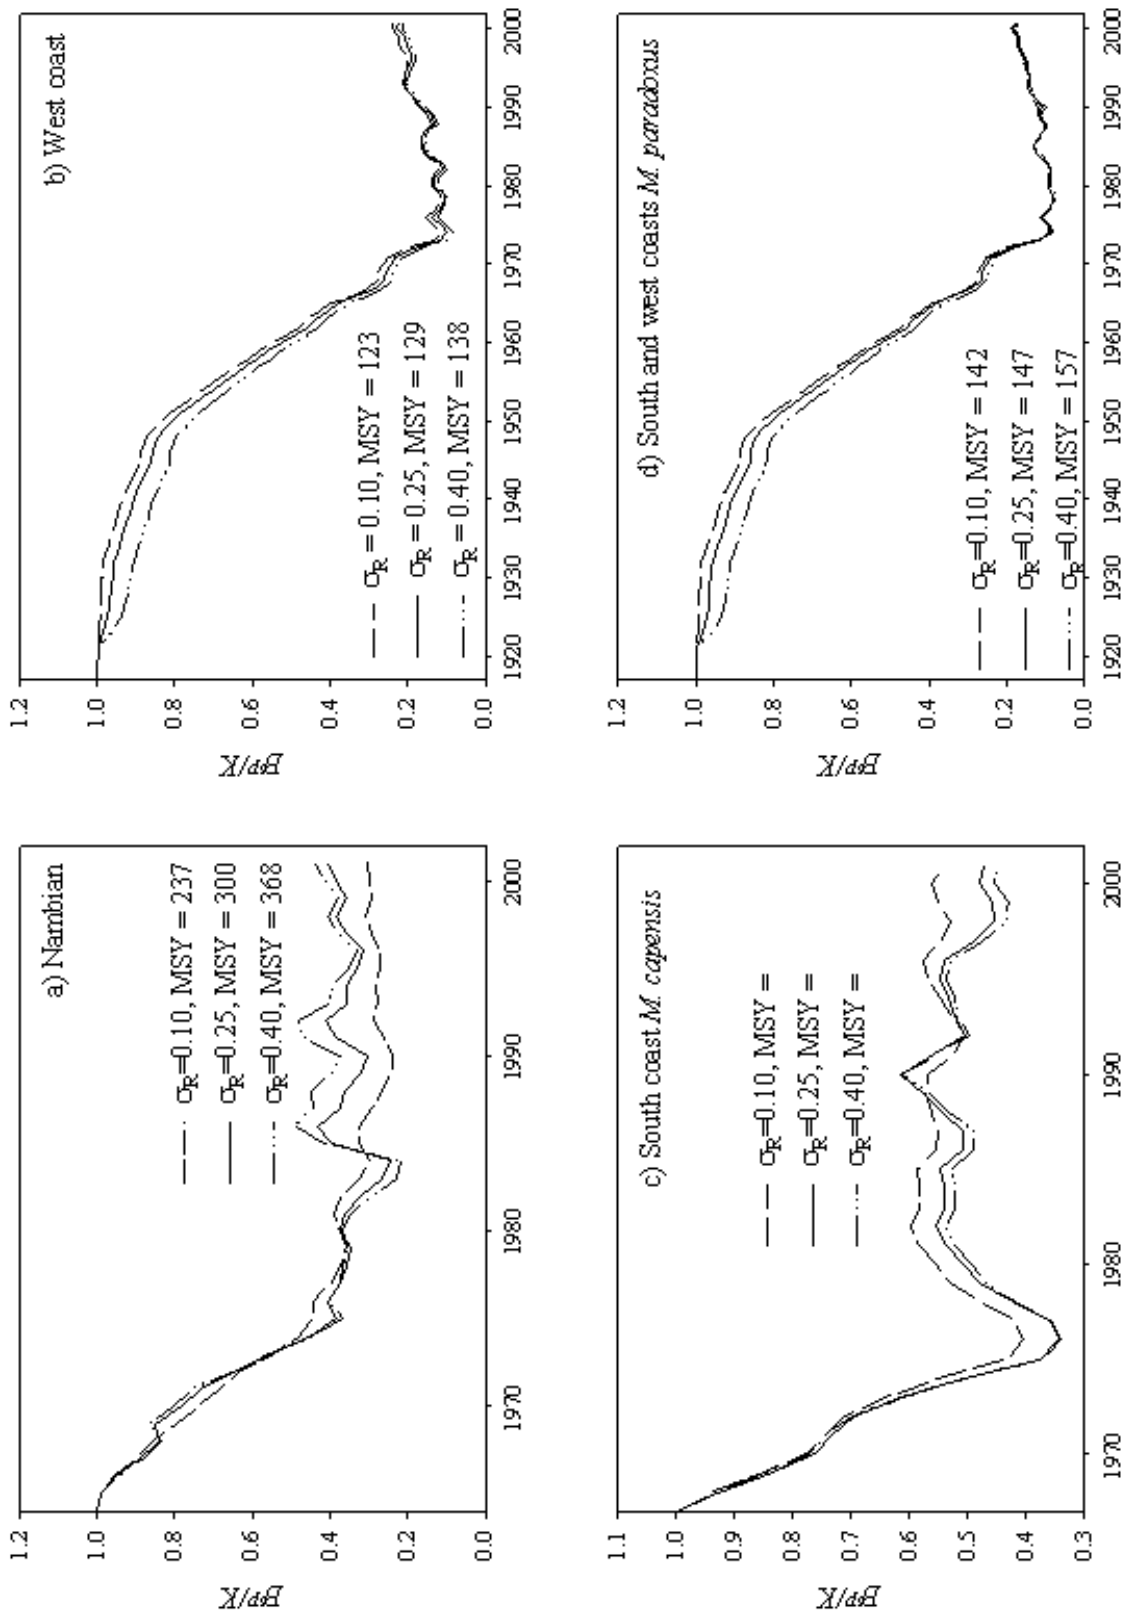 a) Nambian
σR=0.10, MSY = 237
σR=0.25, MSY = 300
σR=0.40, MSY = 368
1.2
1.0
0.8
0.6
0.4
0.2
0.0
B^sp/K
1970
1980
1990
2000
b) West coast
σR = 0.10, MSY = 123
σR = 0.25, MSY = 129
σR = 0.40, MSY = 138
1.2
1.0
0.8
0.6
0.4
0.2
0.0
B^sp/K
1920
1930
1940
1950
1960
1970
1980
1990
2000
c) South coast M. capensis
σR=0.10, MSY =
σR=0.25, MSY =
σR=0.40, MSY =
1.1
1.0
0.9
0.8
0.7
0.6
0.5
0.4
0.3
B^sp/K
1970
1980
1990
2000
d) South and west coasts M. paradoxus
σR=0.10, MSY = 142
σR=0.25, MSY = 147
σR=0.40, MSY = 157
1.2
1.0
0.8
0.6
0.4
0.2
0.0
B^sp/K
1920
1930
1940
1950
1960
1970
1980
1990
2000